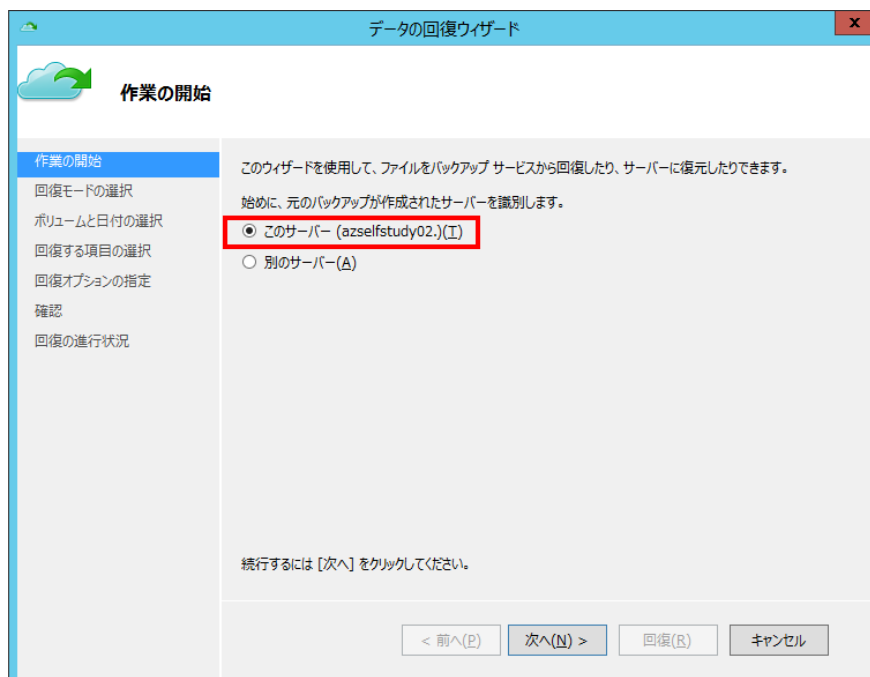 データの回復ウィザード
x
作業の開始
作業の開始
回復モードの選択
ボリュームと日付の選択
回復する項目の選択
回復オプションの指定
確認
回復の進行状況
このウィザードを使用して、ファイルをバックアップ サービスから回復したり、サーバーに復元したりできます。
始めに、元のバックアップが作成されたサーバーを識別します。
このサーバー (azselfstudy02.)(T)
別のサーバー(A)
続行するには [次へ] をクリックしてください。
< 前へ(P)
次へ(N) >
回復(R)
キャンセル